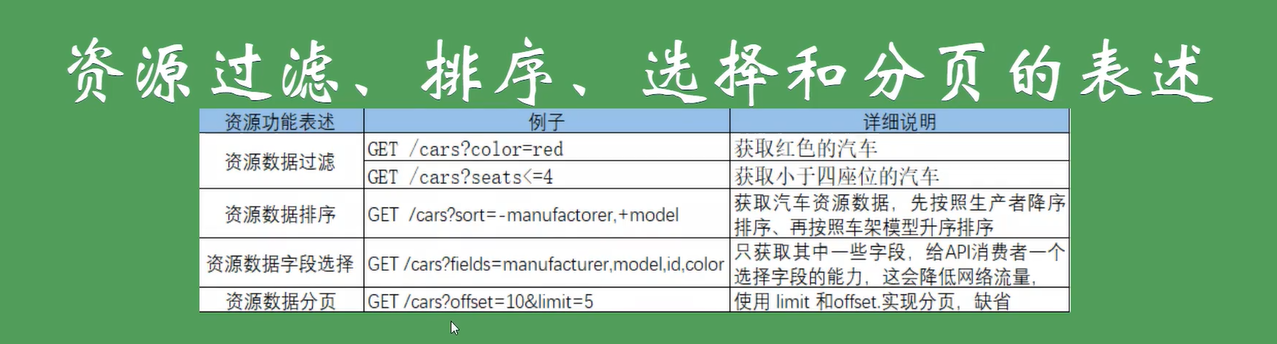 资源过滤、排序、选择和分页的表述
资源功能表述 例子 详细说明
资源数据过滤
GET /cars?color=red 获取红色的汽车
GET /cars?seats<=4 获取小于四座位的汽车
资源数据排序 GET /cars?sort=-manufactorer,+model 获取汽车资源数据，先按照生产者降序
排序、再按照车架模型升序排序
资源数据字段选择 GET /cars?fields=manufacturer,model,id,color 只获取其中一些字段，给API消费者一个
选择字段的能力，这会降低网络流量，
资源数据分页 GET /cars?offset=10&limit=5 使用 limit 和offset.实现分页，缺省